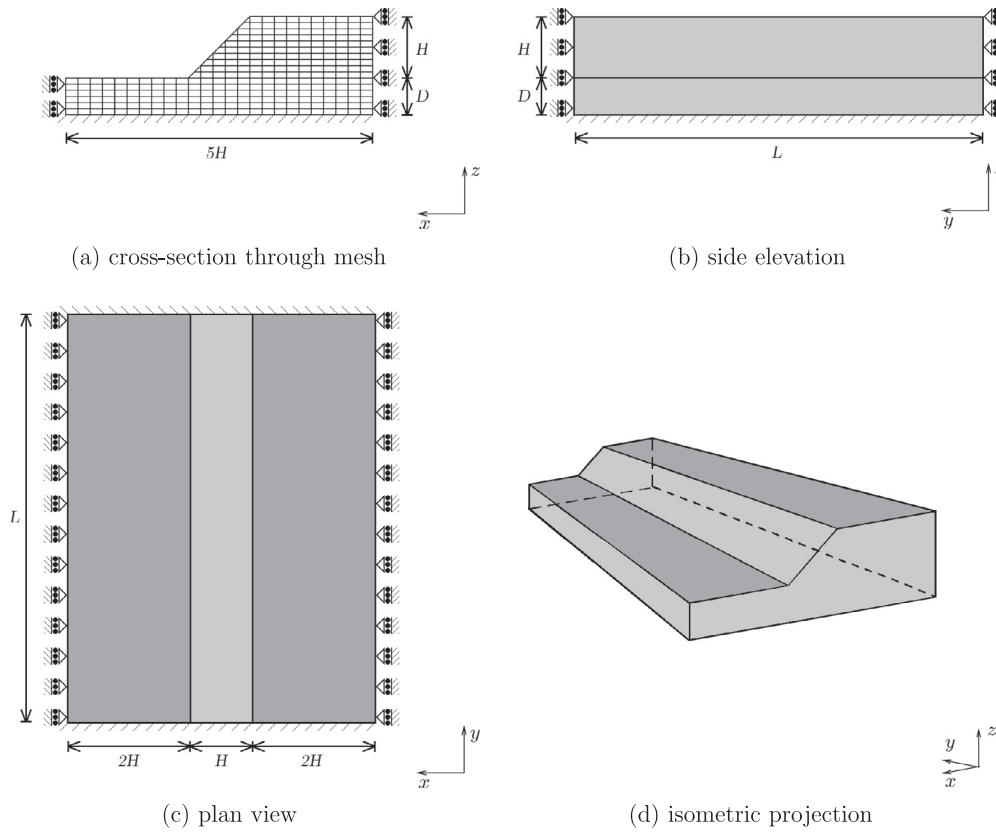 H
D
5H
z
x
(a) cross-section through mesh
H
D
L
y
(b) side elevation
L
2H
H
2H
y
x
(c) plan view
z
y
x
(d) isometric projection